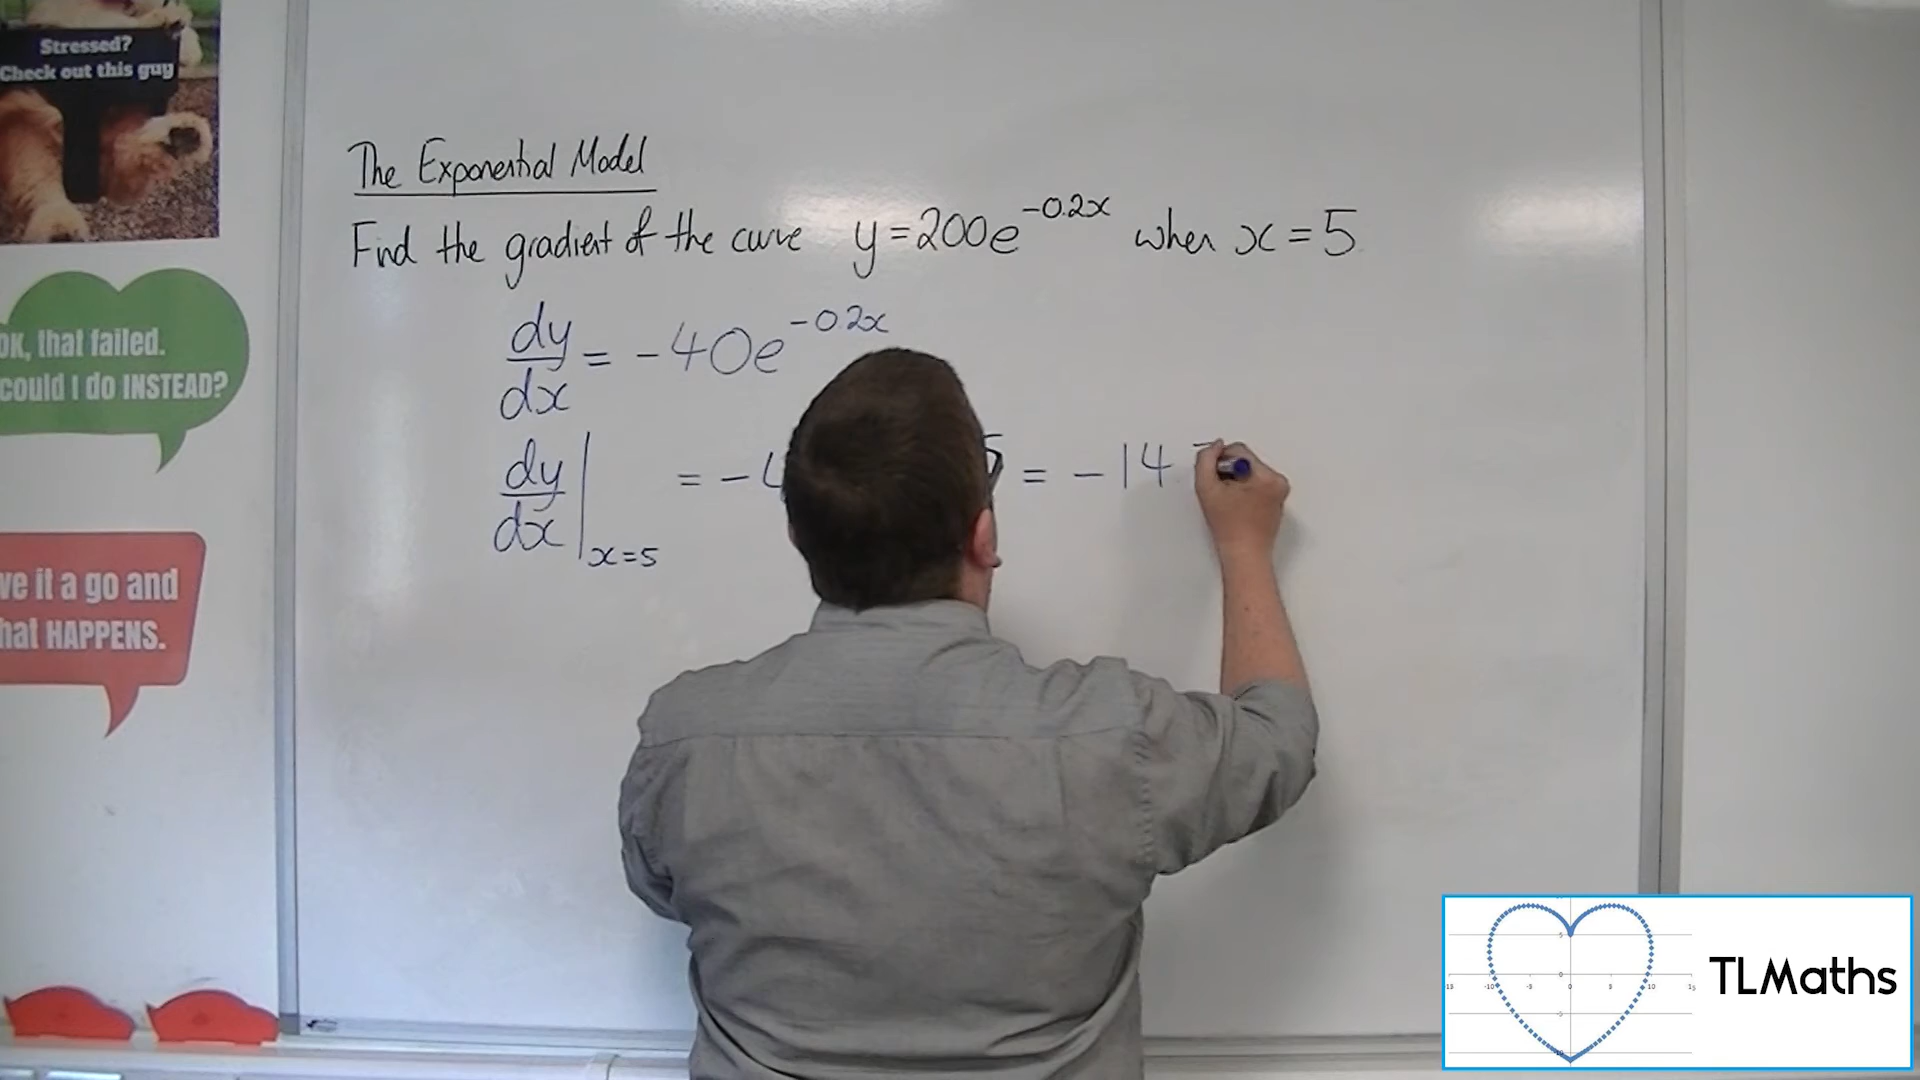 Stressed?
Check out this guy
The Exponential Model
Find the gradient of the curve y=200e^-0.2x when x=5
dy/dx = -40e^-0.2x
dy/dx |x=5 = -4 = -14
OK, that failed.
could I do INSTEAD?
ve it a go and
hat HAPPENS.
TLMaths